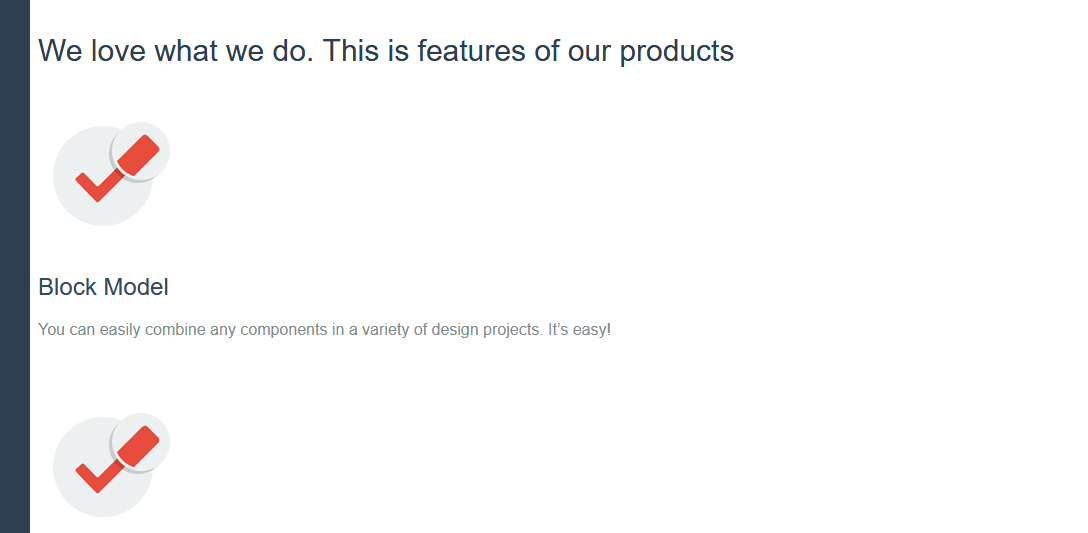 We love what we do. This is features of our products
Block Model
You can easily combine any components in a variety of design projects. It’s easy!